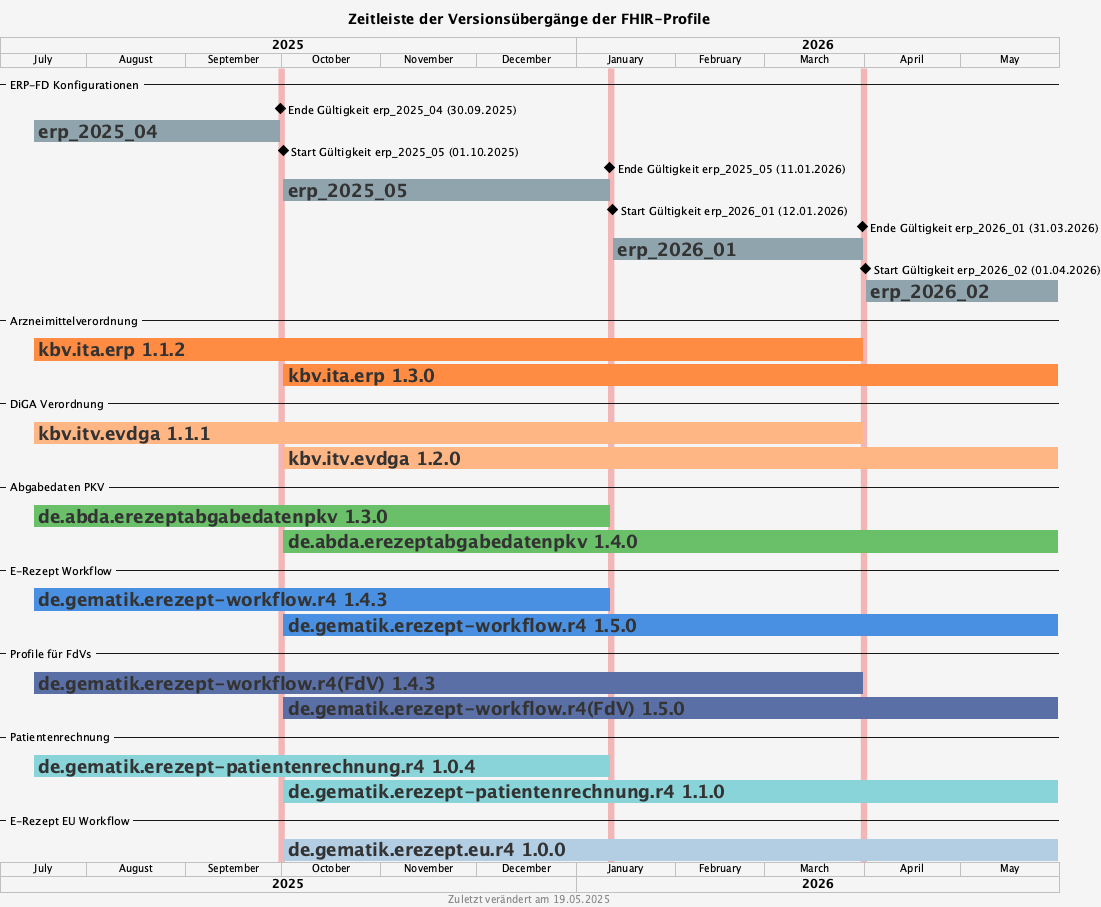 Zeitleiste der Versionsübergänge der FHIR-Profile
2025 2026
July August September October November December January February March April May
ERP-FD Konfigurationen
Ende Gültigkeit erp_2025_04 (30.09.2025)
erp_2025_04
Start Gültigkeit erp_2025_05 (01.10.2025)
Ende Gültigkeit erp_2025_05 (11.01.2026)
erp_2025_05
Start Gültigkeit erp_2026_01 (12.01.2026)
Ende Gültigkeit erp_2026_01 (31.03.2026)
erp_2026_01
Start Gültigkeit erp_2026_02 (01.04.2026)
erp_2026_02
Arzneimittelverordnung
kbv.ita.erp 1.1.2
kbv.ita.erp 1.3.0
DiGA Verordnung
kbv.itv.evdga 1.1.1
kbv.itv.evdga 1.2.0
Abgabedaten PKV
de.abda.erezeptabgabedatenpkv 1.3.0
de.abda.erezeptabgabedatenpkv 1.4.0
E-Rezept Workflow
de.gematik.erezept-workflow.r4 1.4.3
de.gematik.erezept-workflow.r4 1.5.0
Profile für FdVs
de.gematik.erezept-workflow.r4(FdV) 1.4.3
de.gematik.erezept-workflow.r4(FdV) 1.5.0
Patientenrechnung
de.gematik.erezept-patientenrechnung.r4 1.0.4
de.gematik.erezept-patientenrechnung.r4 1.1.0
E-Rezept EU Workflow
de.gematik.erezept.eu.r4 1.0.0
July August September October November December January February March April May
2025 2026
Zuletzt verändert am 19.05.2025